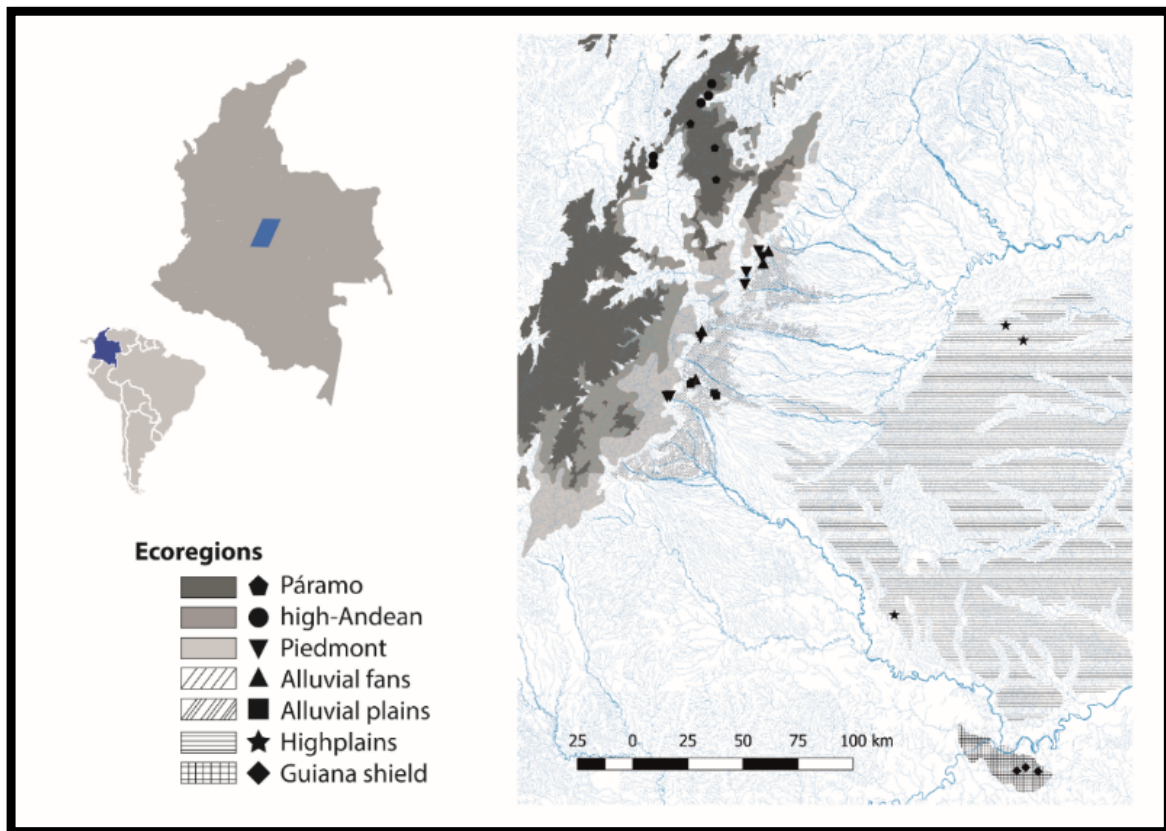 Ecoregions
Páramo
high-Andean
Piedmont
Alluvial fans
Alluvial plains
Highplains
Guiana shield
25 0 25 50 75 100 km